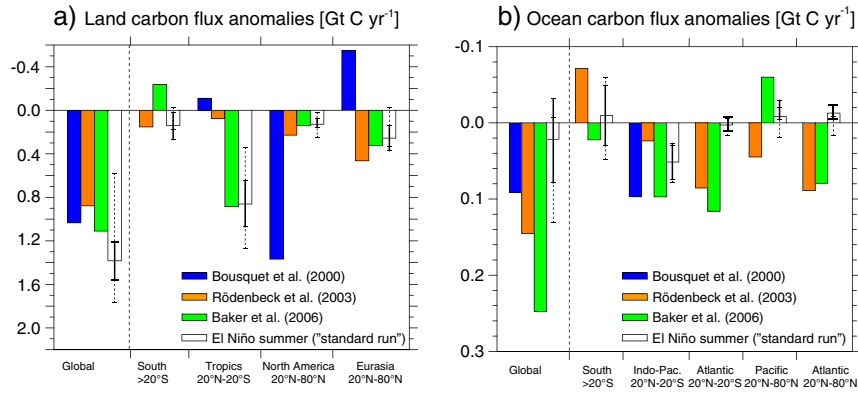 a) Land carbon flux anomalies [Gt C yr⁻¹]
-0.4
0.0
0.4
0.8
1.2
1.6
2.0
Bousquet et al. (2000)
Rödenbeck et al. (2003)
Baker et al. (2006)
El Niño summer ("standard run")
Global South Tropics North America Eurasia
>20°S 20°N-20°S 20°N-80°N 20°N-80°N
b) Ocean carbon flux anomalies [Gt C yr⁻¹]
-0.1
0.0
0.1
0.2
0.3
Bousquet et al. (2000)
Rödenbeck et al. (2003)
Baker et al. (2006)
El Niño summer ("standard run")
Global South Indo-Pac. Atlantic Pacific Atlantic
>20°S 20°N-20°S 20°N-20°S 20°N-80°N 20°N-80°N